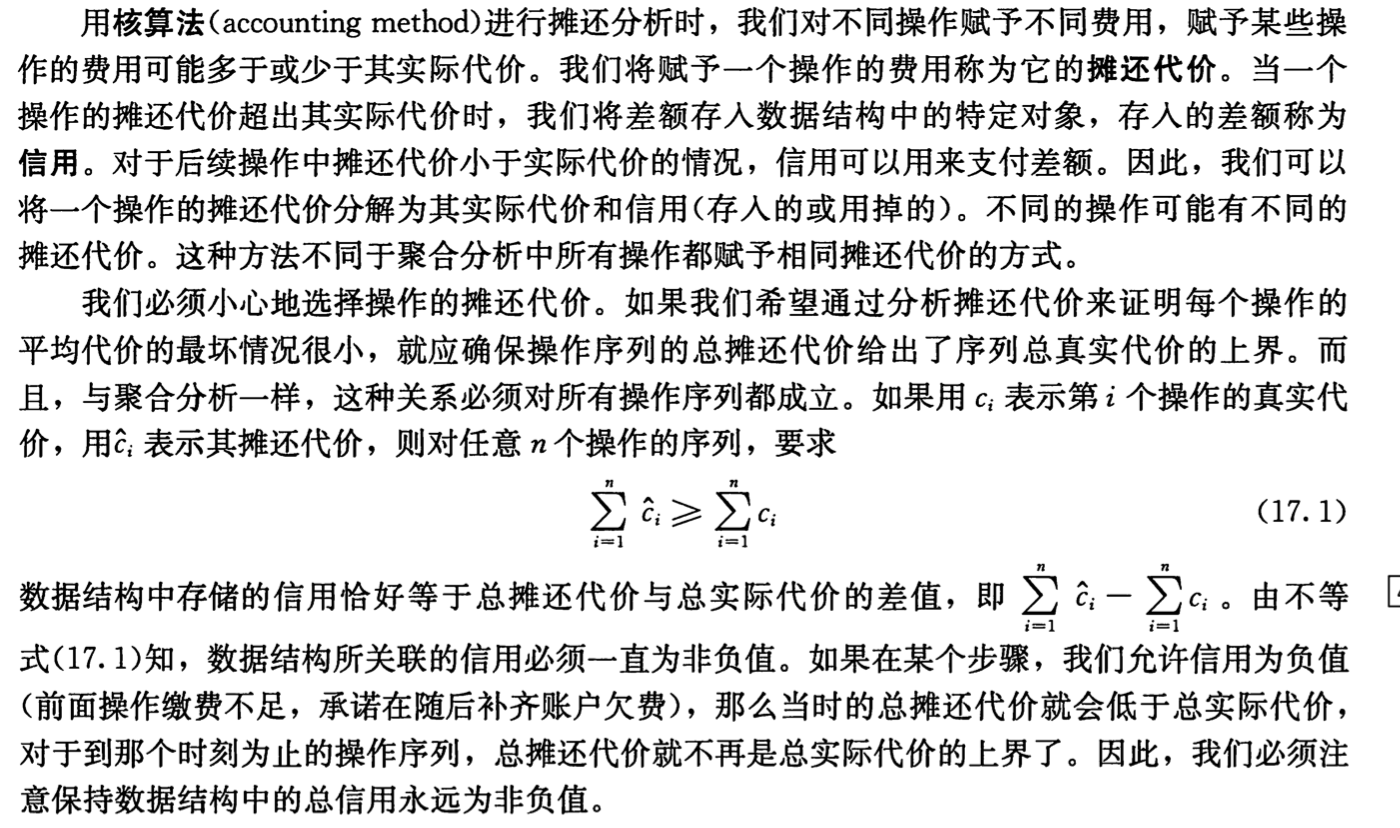 用核算法(accounting method)进行摊还分析时，我们对不同操作赋予不同费用，赋予某些操
作的费用可能多于或少于其实际代价。我们将赋予一个操作的费用称为它的摊还代价。当一个
操作的摊还代价超出其实际代价时，我们将差额存入数据结构中的特定对象，存入的差额称为
信用。对于后续操作中摊还代价小于实际代价的情况，信用可以用来支付差额。因此，我们可以
将一个操作的摊还代价分解为其实际代价和信用(存入的或用掉的)。不同的操作可能有不同的
摊还代价。这种方法不同于聚合分析中所有操作都赋予相同摊还代价的方式。
我们必须小心地选择操作的摊还代价。如果我们希望通过分析摊还代价来证明每个操作的
平均代价的最坏情况很小，就应确保操作序列的总摊还代价给出了序列总真实代价的上界。而
且，与聚合分析一样，这种关系必须对所有操作序列都成立。如果用 cᵢ 表示第 i 个操作的真实代
价，用ĉᵢ 表示其摊还代价，则对任意 n 个操作的序列，要求
∑ⁿᵢ₌₁ ĉᵢ ⩾ ∑ⁿᵢ₌₁ cᵢ (17.1)
数据结构中存储的信用恰好等于总摊还代价与总实际代价的差值，即 ∑ⁿᵢ₌₁ ĉᵢ − ∑ⁿᵢ₌₁ cᵢ 。由不等
式(17.1)知，数据结构所关联的信用必须一直为非负值。如果在某个步骤，我们允许信用为负值
(前面操作缴费不足，承诺在随后补齐账户欠费)，那么当时的总摊还代价就会低于总实际代价，
对于到那个时刻为止的操作序列，总摊还代价就不再是总实际代价的上界了。因此，我们必须注
意保持数据结构中的总信用永远为非负值。